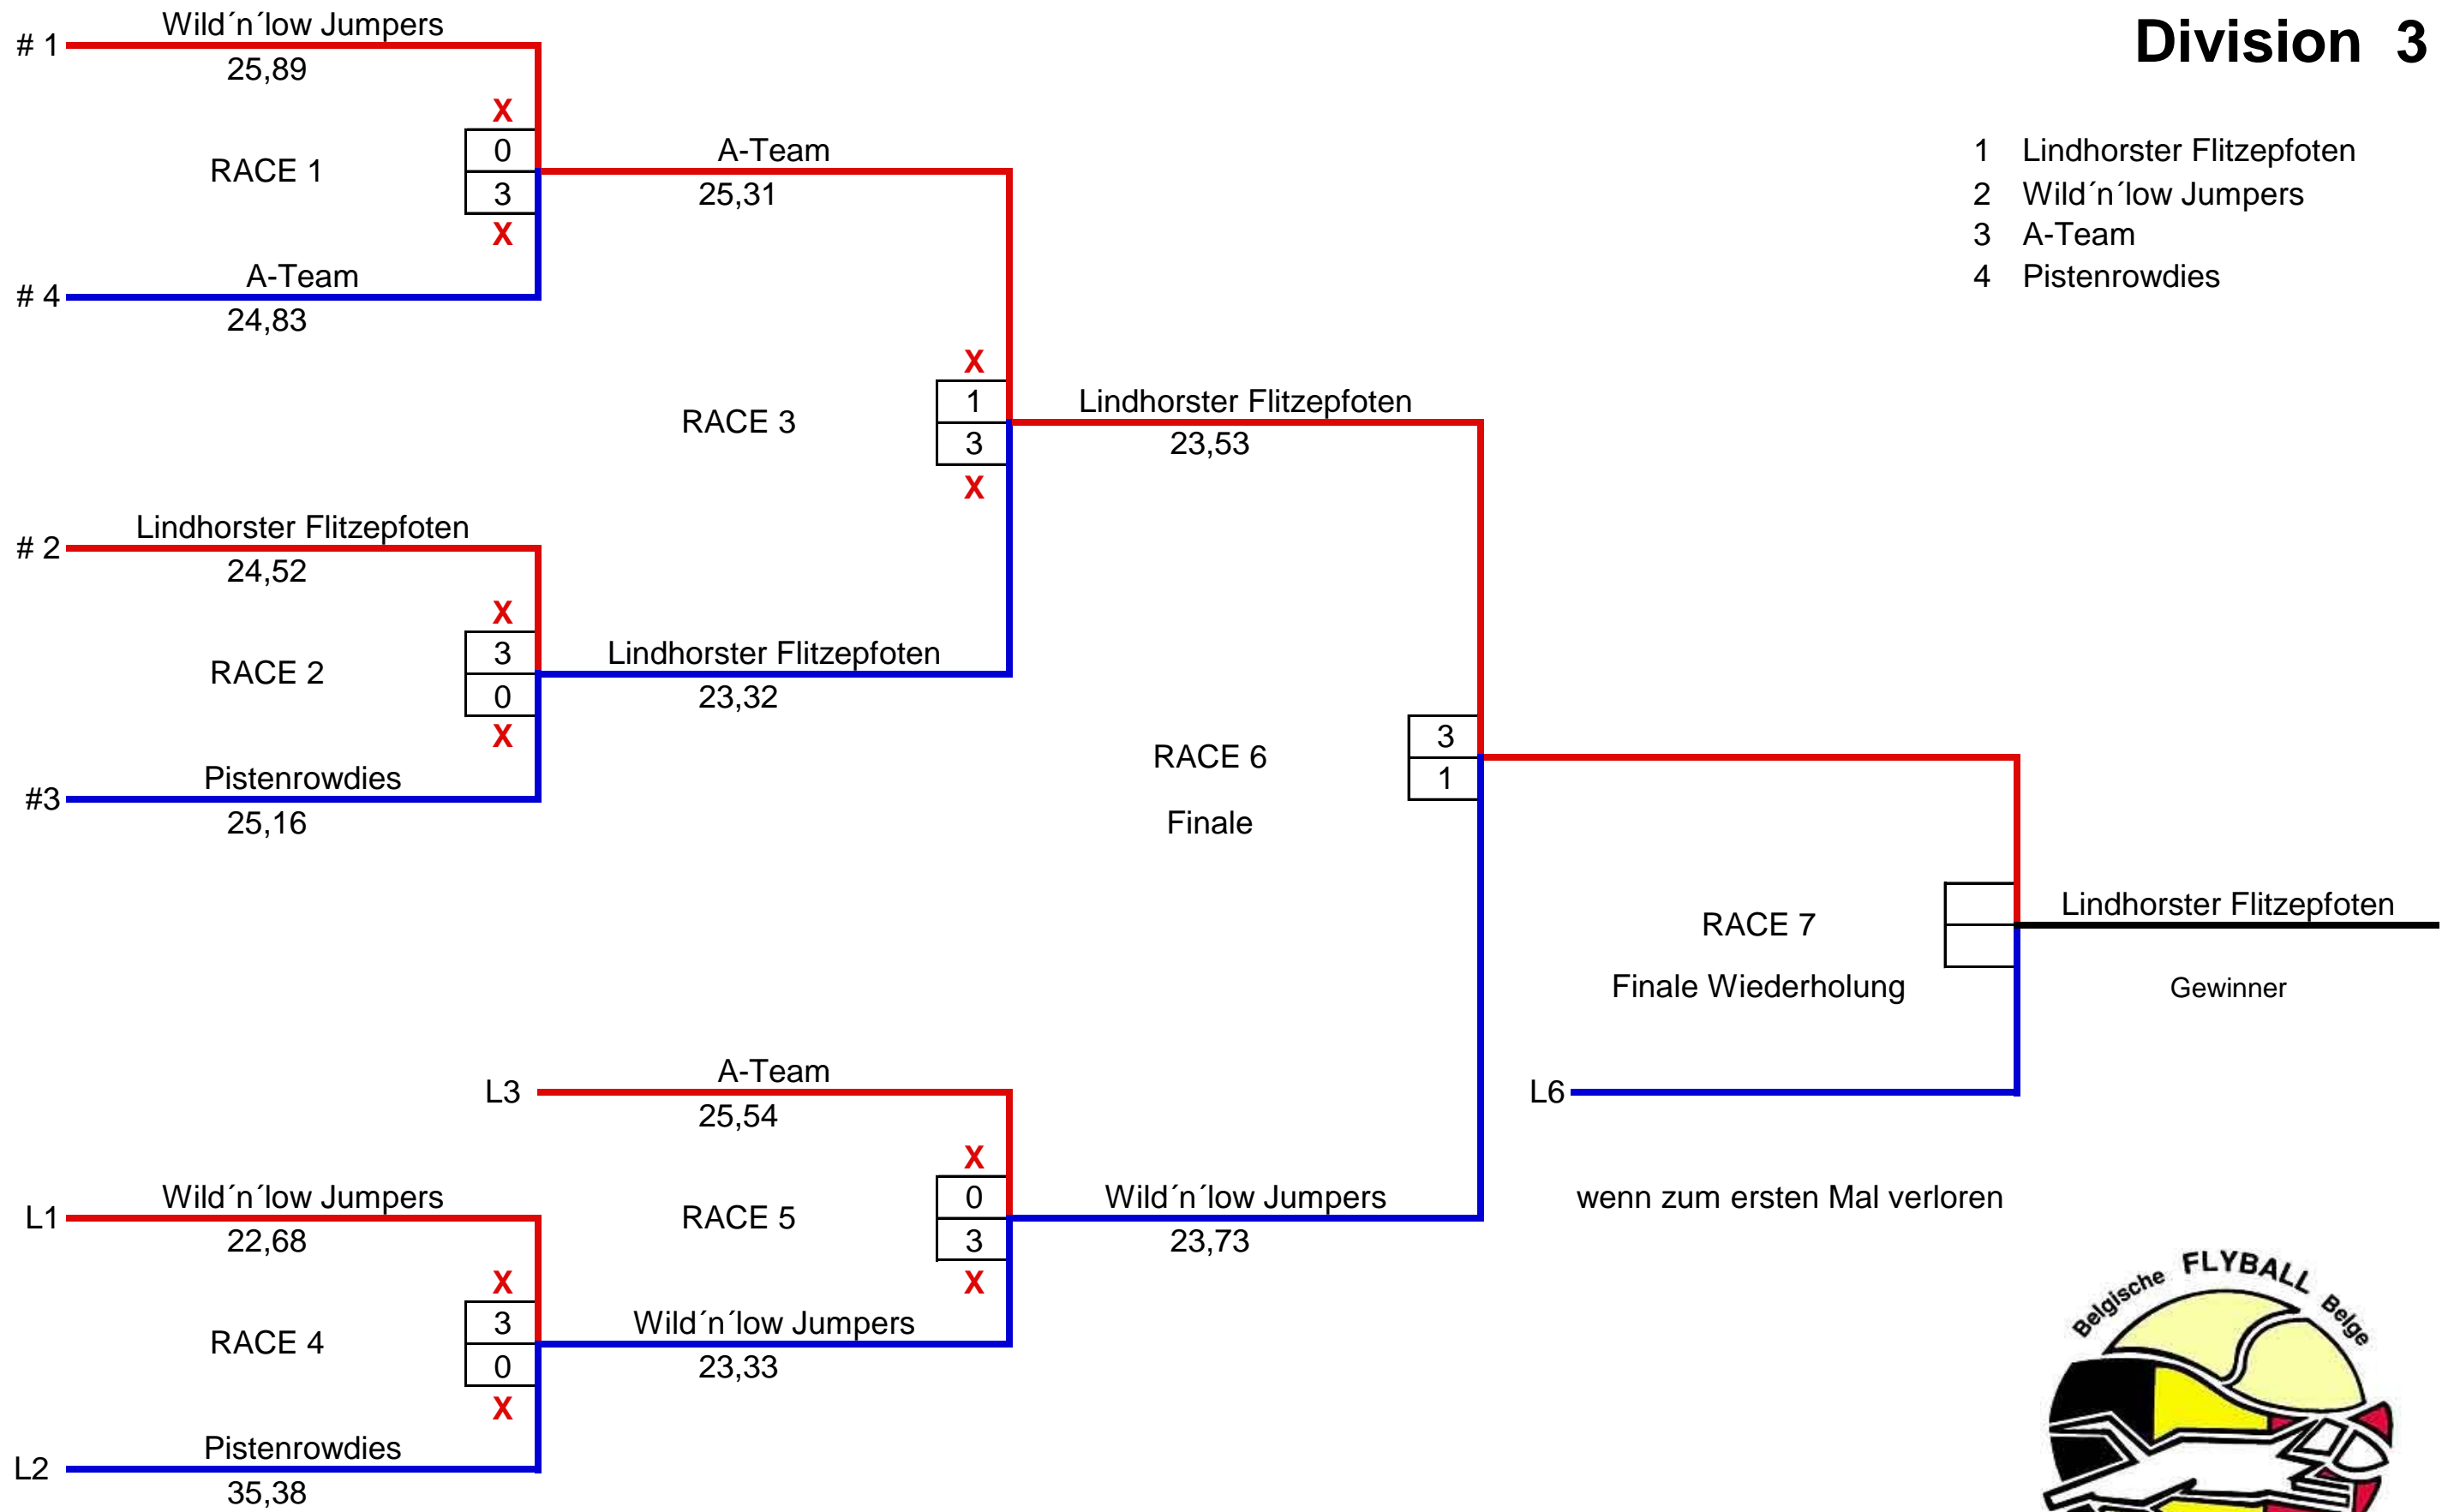 Division 3
# 1
Wild´n´low Jumpers
25,89
X
0
RACE 1
3
X
A-Team
# 4
24,83
A-Team
25,31
1 Lindhorster Flitzepfoten
2 Wild´n´low Jumpers
3 A-Team
4 Pistenrowdies
X
1
RACE 3
3
X
Lindhorster Flitzepfoten
23,53
Lindhorster Flitzepfoten
# 2
24,52
X
3
RACE 2
0
X
Pistenrowdies
#3
25,16
Lindhorster Flitzepfoten
23,32
3
RACE 6
1
Finale
RACE 7
Finale Wiederholung
Lindhorster Flitzepfoten
Gewinner
L6
wenn zum ersten Mal verloren
A-Team
L3
25,54
X
0
RACE 5
3
X
Wild´n´low Jumpers
23,73
Wild´n´low Jumpers
L1
22,68
X
3
RACE 4
0
X
Wild´n´low Jumpers
23,33
Pistenrowdies
L2
35,38
Belgische FLYBALL Belge